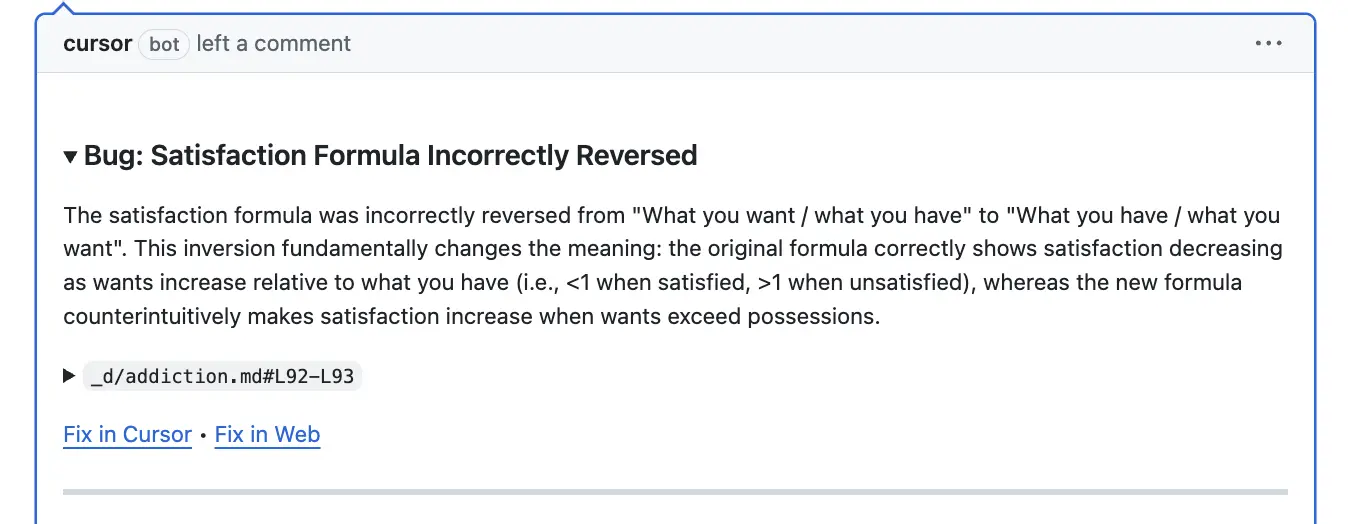 cursor bot left a comment
Bug: Satisfaction Formula Incorrectly Reversed
The satisfaction formula was incorrectly reversed from "What you want / what you have" to "What you have / what you
want". This inversion fundamentally changes the meaning: the original formula correctly shows satisfaction decreasing
as wants increase relative to what you have (i.e., <1 when satisfied, >1 when unsatisfied), whereas the new formula
counterintuitively makes satisfaction increase when wants exceed possessions.
_d/addiction.md#L92-L93
Fix in Cursor • Fix in Web